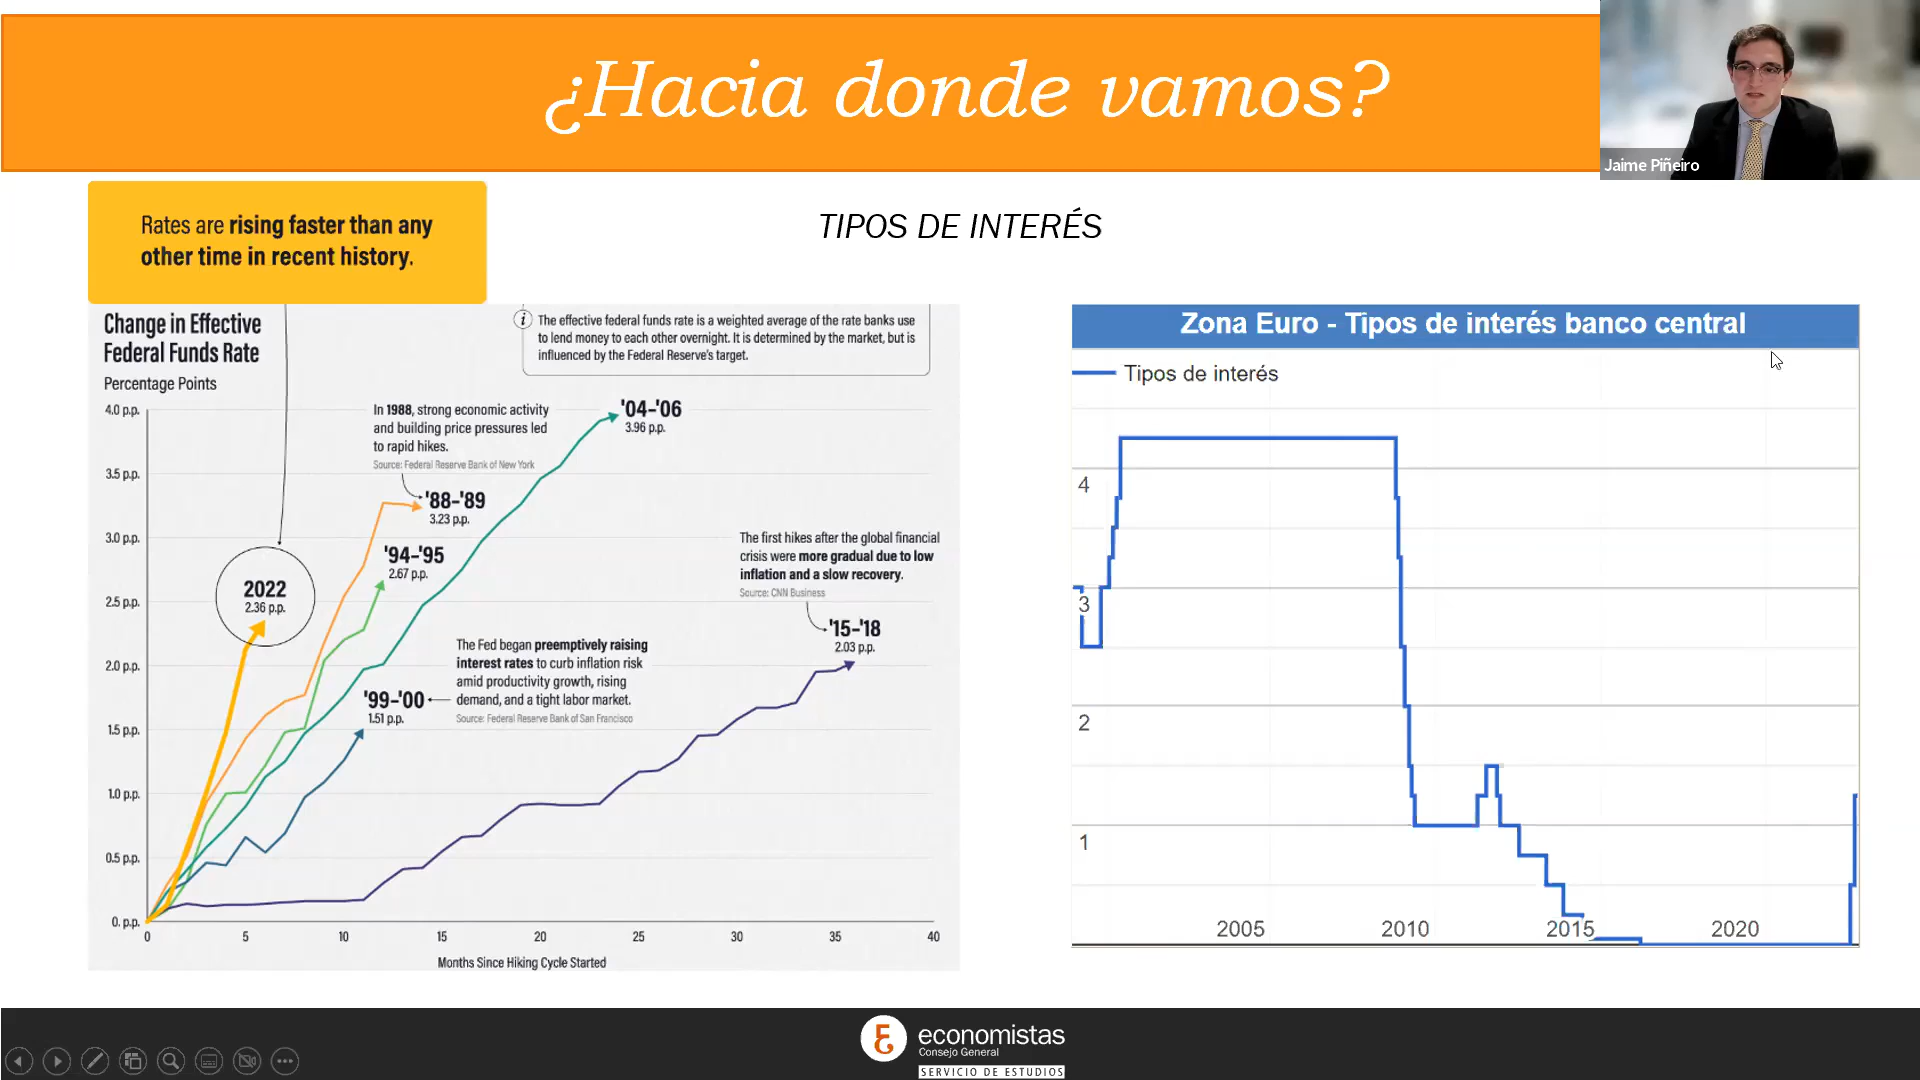 ¿Hacia donde vamos?
Jaime Piñeiro
Rates are rising faster than any
other time in recent history.
TIPOS DE INTERÉS
Change in Effective
Federal Funds Rate
Percentage Points
i
The effective federal funds rate is a weighted average of the rate banks use
to lend money to each other overnight. It is determined by the market, but is
influenced by the Federal Reserve's target.
4.0 p.p.
3.5 p.p.
3.0 p.p.
2.5 p.p.
2.0 p.p.
1.5 p.p.
1.0 p.p.
0.5 p.p.
0. p.p.
In 1988, strong economic activity
and building price pressures led
to rapid hikes.
Source: Federal Reserve Bank of New York
'04–'06
3.96 p.p.
'88–'89
3.23 p.p.
'94–'95
2.67 p.p.
2022
2.36 p.p.
The first hikes after the global financial
crisis were more gradual due to low
inflation and a slow recovery.
Source: CNN Business
'15–'18
2.03 p.p.
The Fed began preemptively raising
interest rates to curb inflation risk
amid productivity growth, rising
demand, and a tight labor market.
Source: Federal Reserve Bank of San Francisco
'99–'00
1.51 p.p.
0 5 10 15 20 25 30 35 40
Months Since Hiking Cycle Started
Zona Euro - Tipos de interés banco central
Tipos de interés
4
3
2
1
2005 2010 2015 2020
economistas
Consejo General
SERVICIO DE ESTUDIOS